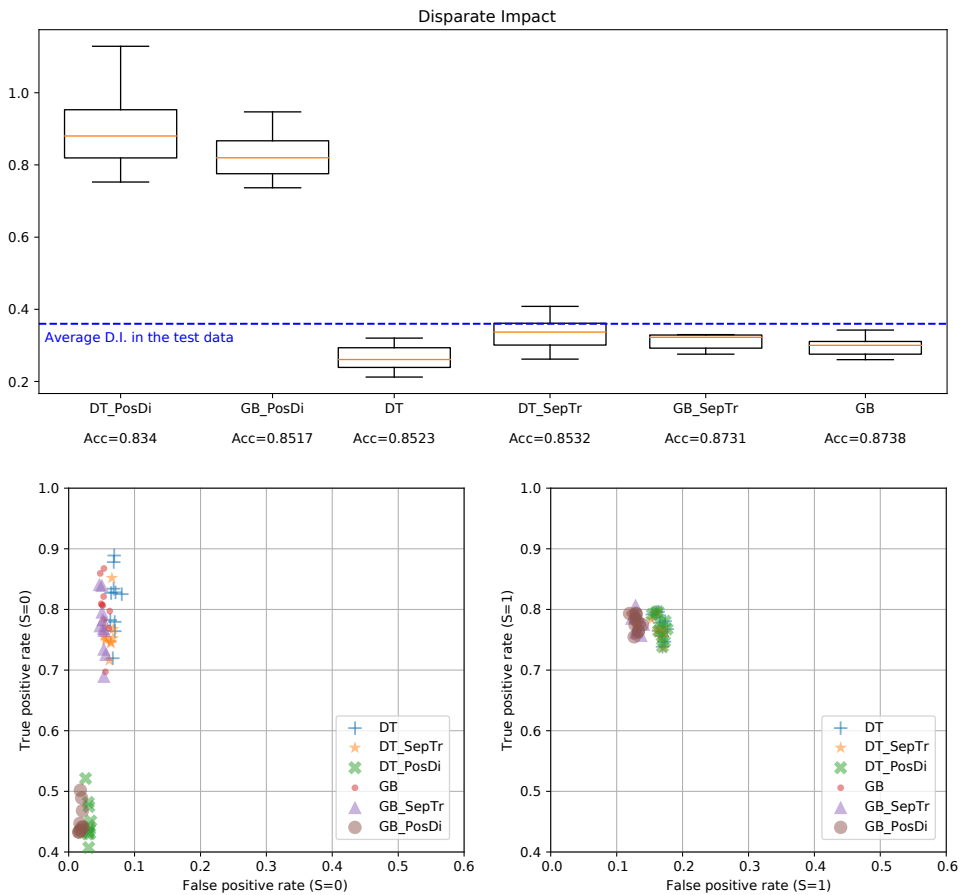 Disparate Impact
1.0
0.8
0.6
0.4
0.2
Average D.I. in the test data
DT_PosDi GB_PosDi DT DT_SepTr GB_SepTr GB
Acc=0.834 Acc=0.8517 Acc=0.8523 Acc=0.8532 Acc=0.8731 Acc=0.8738
True positive rate (S=0)
1.0
0.9
0.8
0.7
0.6
0.5
0.4
DT
DT_SepTr
DT_PosDi
GB
GB_SepTr
GB_PosDi
0.0 0.1 0.2 0.3 0.4 0.5 0.6
False positive rate (S=0)
True positive rate (S=1)
1.0
0.9
0.8
0.7
0.6
0.5
0.4
DT
DT_SepTr
DT_PosDi
GB
GB_SepTr
GB_PosDi
0.0 0.1 0.2 0.3 0.4 0.5 0.6
False positive rate (S=1)